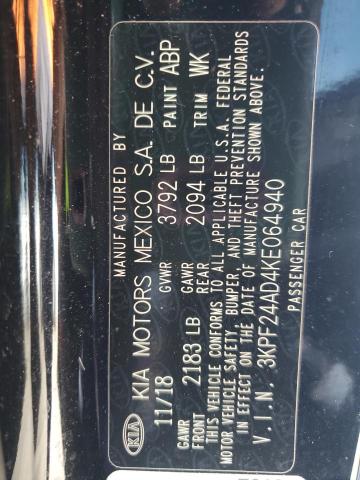 MANUFACTURED BY
KIA KIA MOTORS MEXICO S.A. DE C.V.
11/18 GVWR 3792 LB PAINT ABP
GAWR FRONT 2183 LB GAWR REAR 2094 LB TRIM WK
THIS VEHICLE CONFORMS TO ALL APPLICABLE U.S.A. FEDERAL
MOTOR VEHICLE SAFETY, BUMPER, AND THEFT PREVENTION STANDARDS
IN EFFECT ON THE DATE OF MANUFACTURE SHOWN ABOVE.
V.I.N. 3KPF24AD4KE064940
PASSENGER CAR